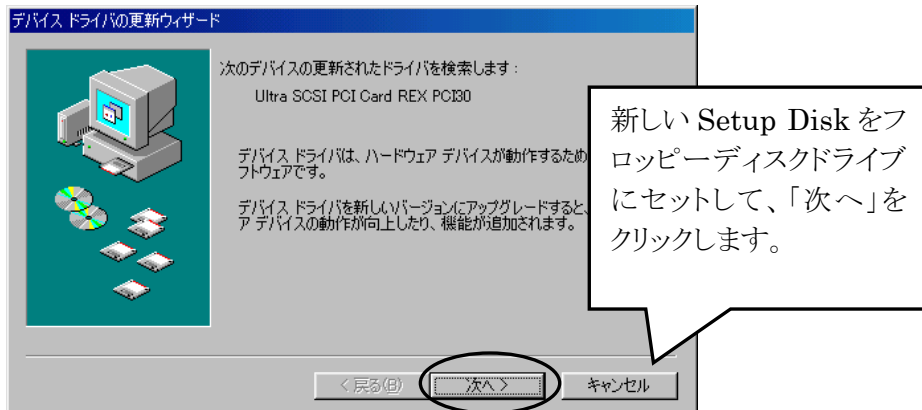 デバイス ドライバの更新ウィザード
次のデバイスの更新されたドライバを検索します：
Ultra SCSI PCI Card REX PCI30
デバイス ドライバは、ハードウェア デバイスが動作するため
フトウェアです。
デバイス ドライバを新しいバージョンにアップグレードすると、
ア デバイスの動作が向上したり、機能が追加されます。
新しい Setup Disk をフ
ロッピーディスクドライブ
にセットして、「次へ」を
クリックします。
< 戻る(B)
次へ >
キャンセル